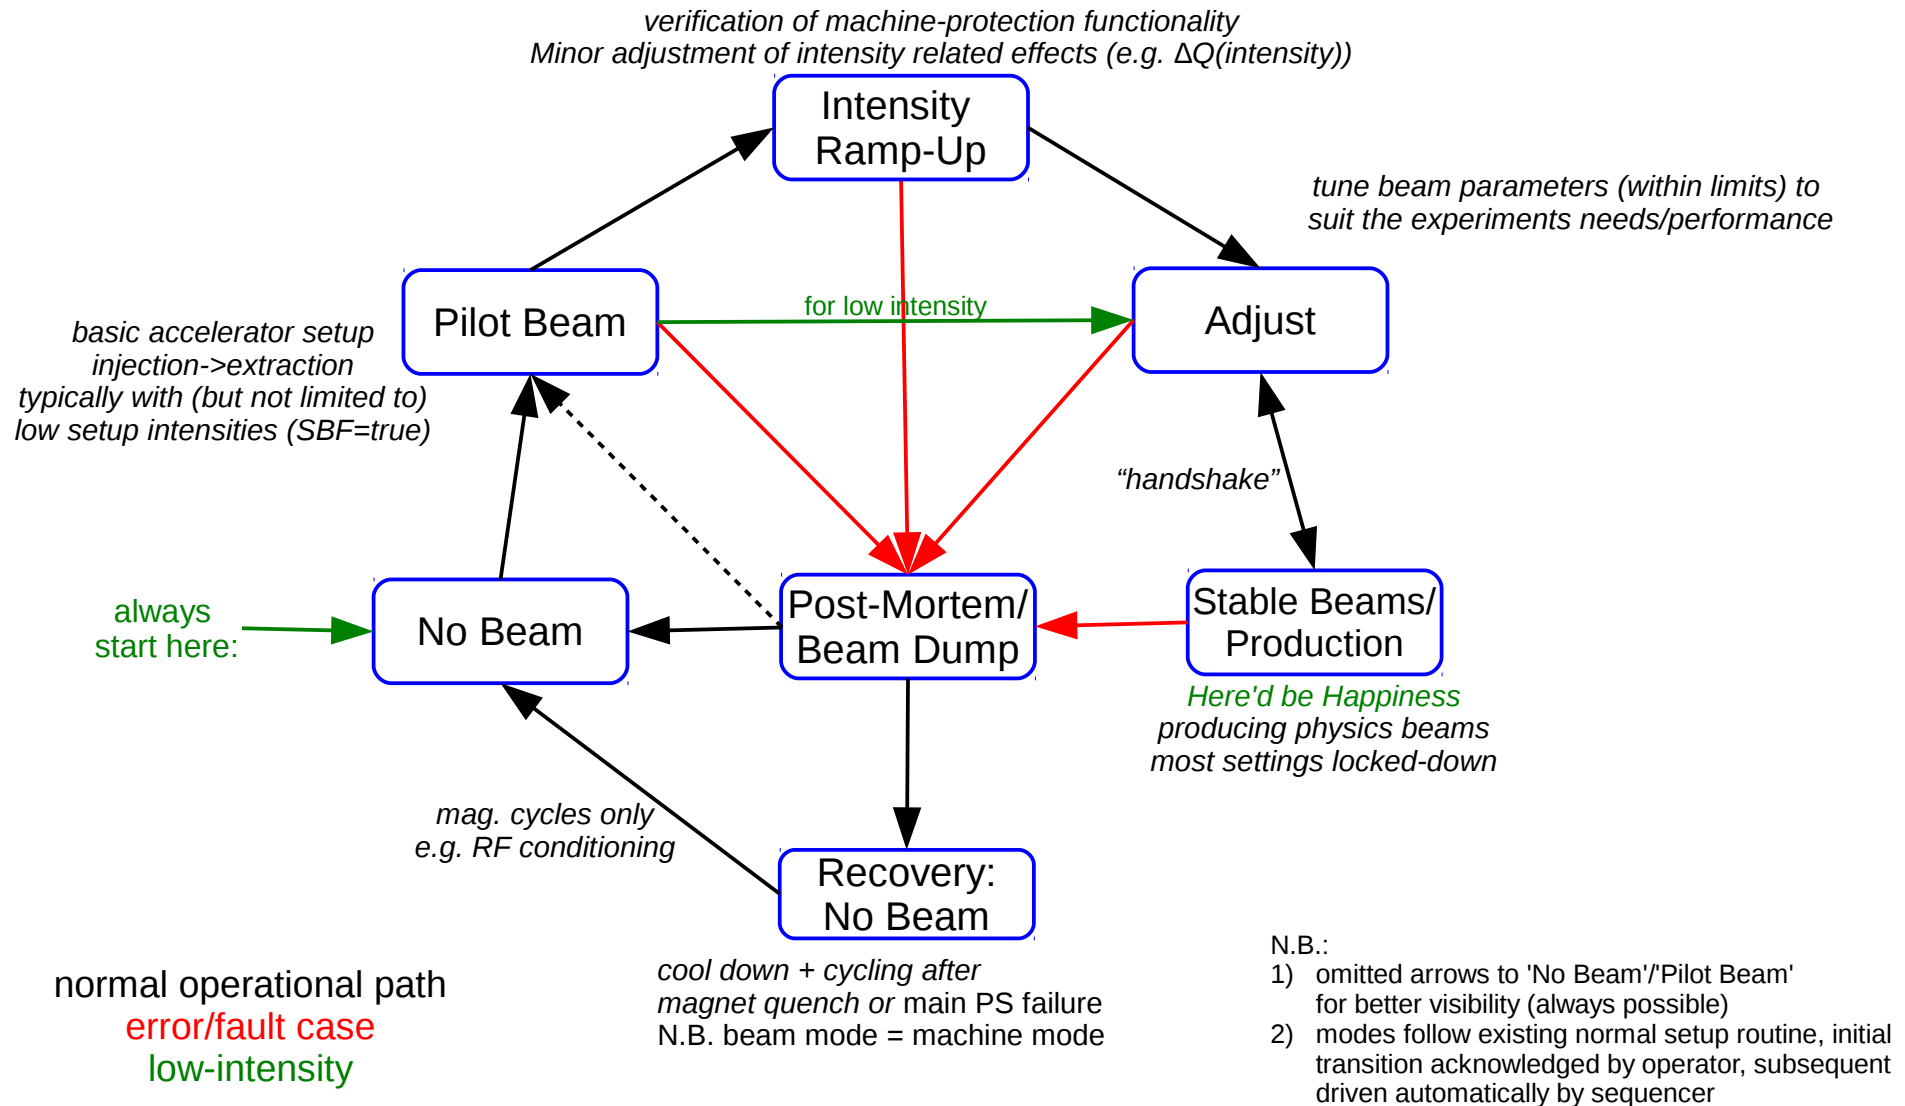 verification of machine-protection functionality
Minor adjustment of intensity related effects (e.g. ΔQ(intensity))
Intensity
Ramp-Up
tune beam parameters (within limits) to
suit the experiments needs/performance
Pilot Beam
for low intensity
Adjust
basic accelerator setup
injection->extraction
typically with (but not limited to)
low setup intensities (SBF=true)
“handshake”
always
start here:
No Beam
Post-Mortem/
Beam Dump
Stable Beams/
Production
Here'd be Happiness
producing physics beams
most settings locked-down
mag. cycles only
e.g. RF conditioning
Recovery:
No Beam
cool down + cycling after
magnet quench or main PS failure
N.B. beam mode = machine mode
normal operational path
error/fault case
low-intensity
N.B.:
1) omitted arrows to 'No Beam'/'Pilot Beam'
for better visibility (always possible)
2) modes follow existing normal setup routine, initial
transition acknowledged by operator, subsequent
driven automatically by sequencer